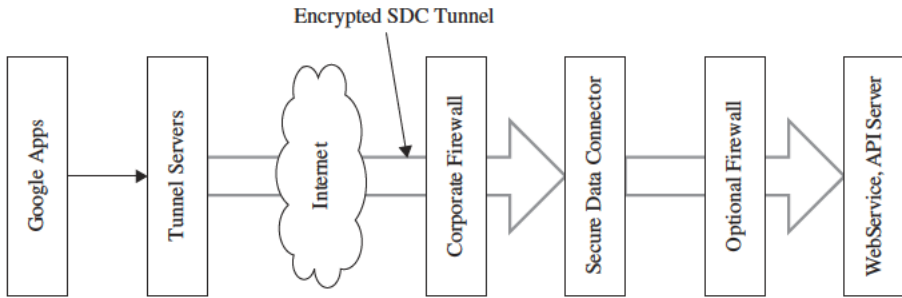 Encrypted SDC Tunnel
Google Apps
Tunnel Servers
Internet
Corporate Firewall
Secure Data Connector
Optional Firewall
WebService, API Server